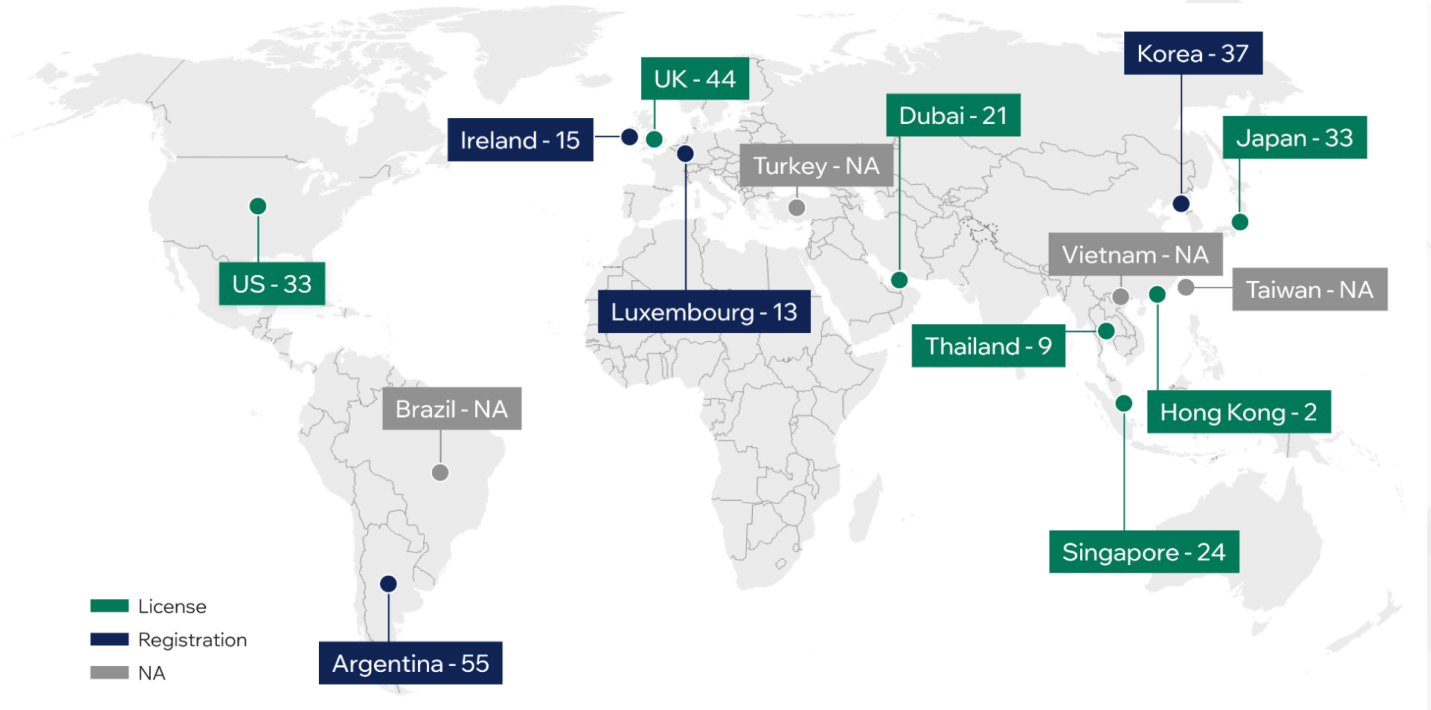 Korea - 37
UK - 44
Dubai - 21
Ireland - 15
Japan - 33
Turkey - NA
Vietnam - NA
US - 33
Taiwan - NA
Luxembourg - 13
Thailand - 9
Brazil - NA
Hong Kong - 2
Singapore - 24
License
Registration
Argentina - 55
NA